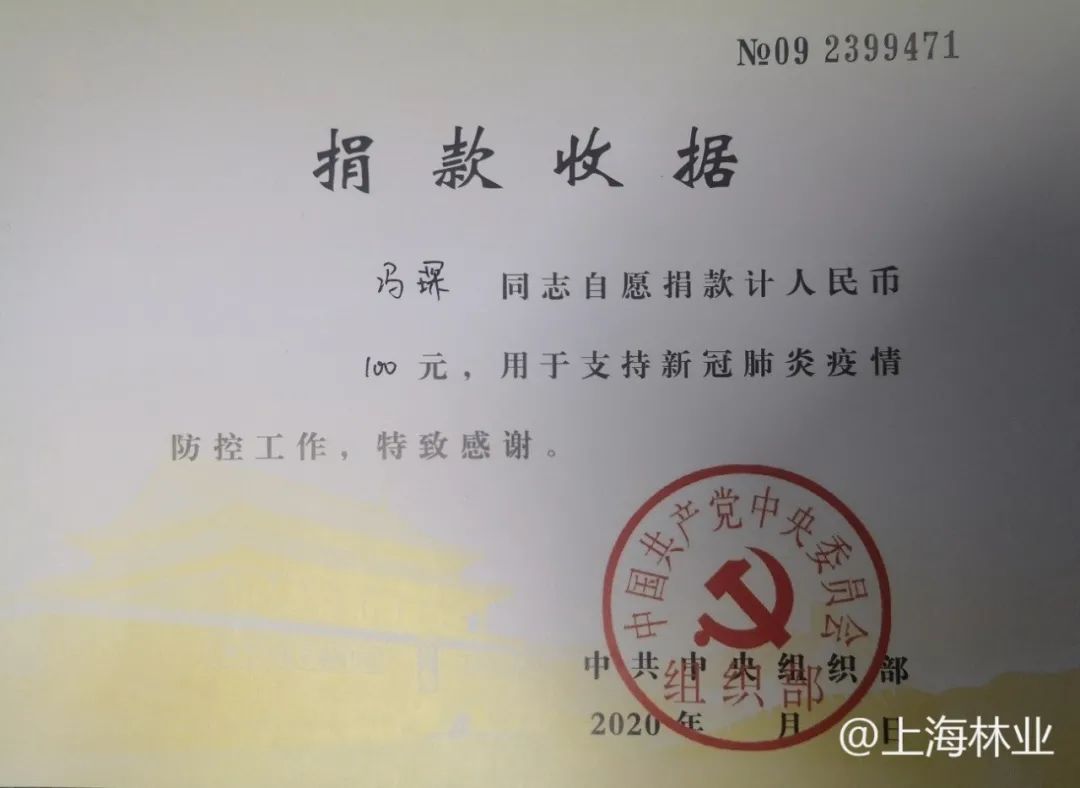 №09 2399471
捐款收据
冯琛 同志自愿捐款计人民币
100元，用于支持新冠肺炎疫情
防控工作，特致感谢。
中国共产党中央委员会
组织部
中共中央组织部
2020年 月 日
@上海林业